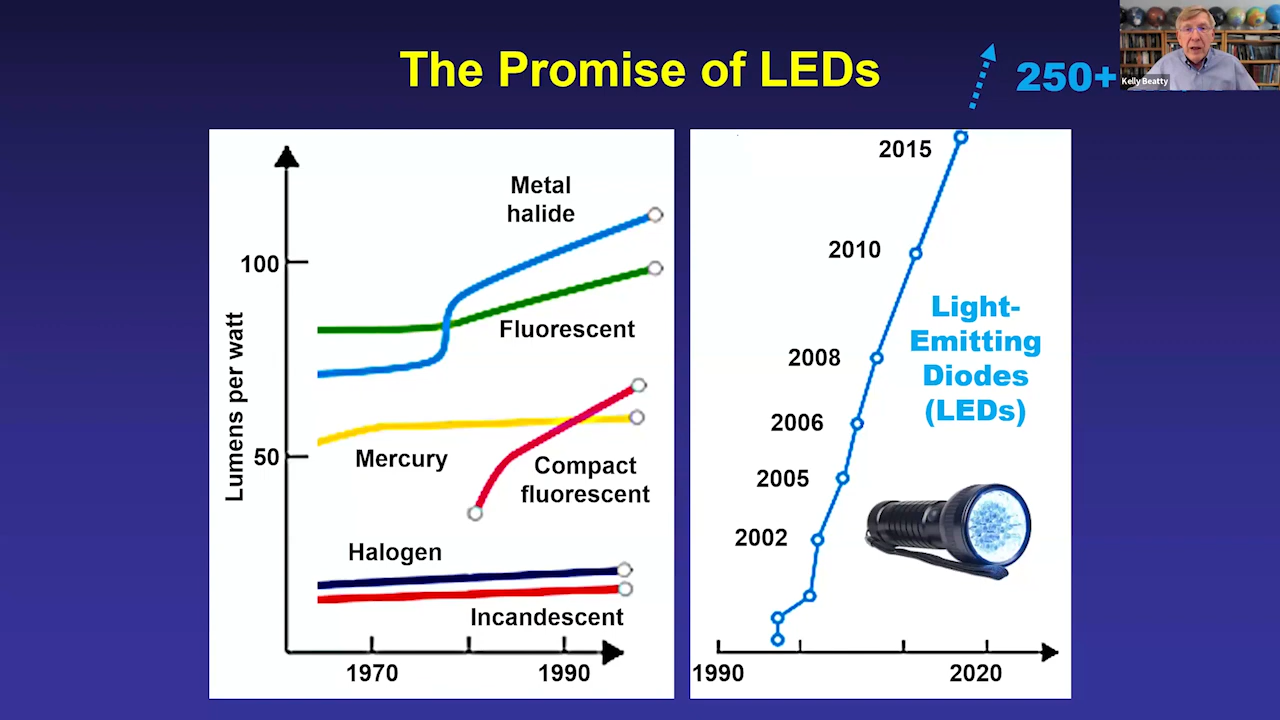 The Promise of LEDs
250+
Kelly Beatty
Metal
halide
100
Fluorescent
Lumens per watt
Mercury
50
Compact
fluorescent
Halogen
Incandescent
1970
1990
2015
2010
Light-
Emitting
Diodes
(LEDs)
2008
2006
2005
2002
1990
2020